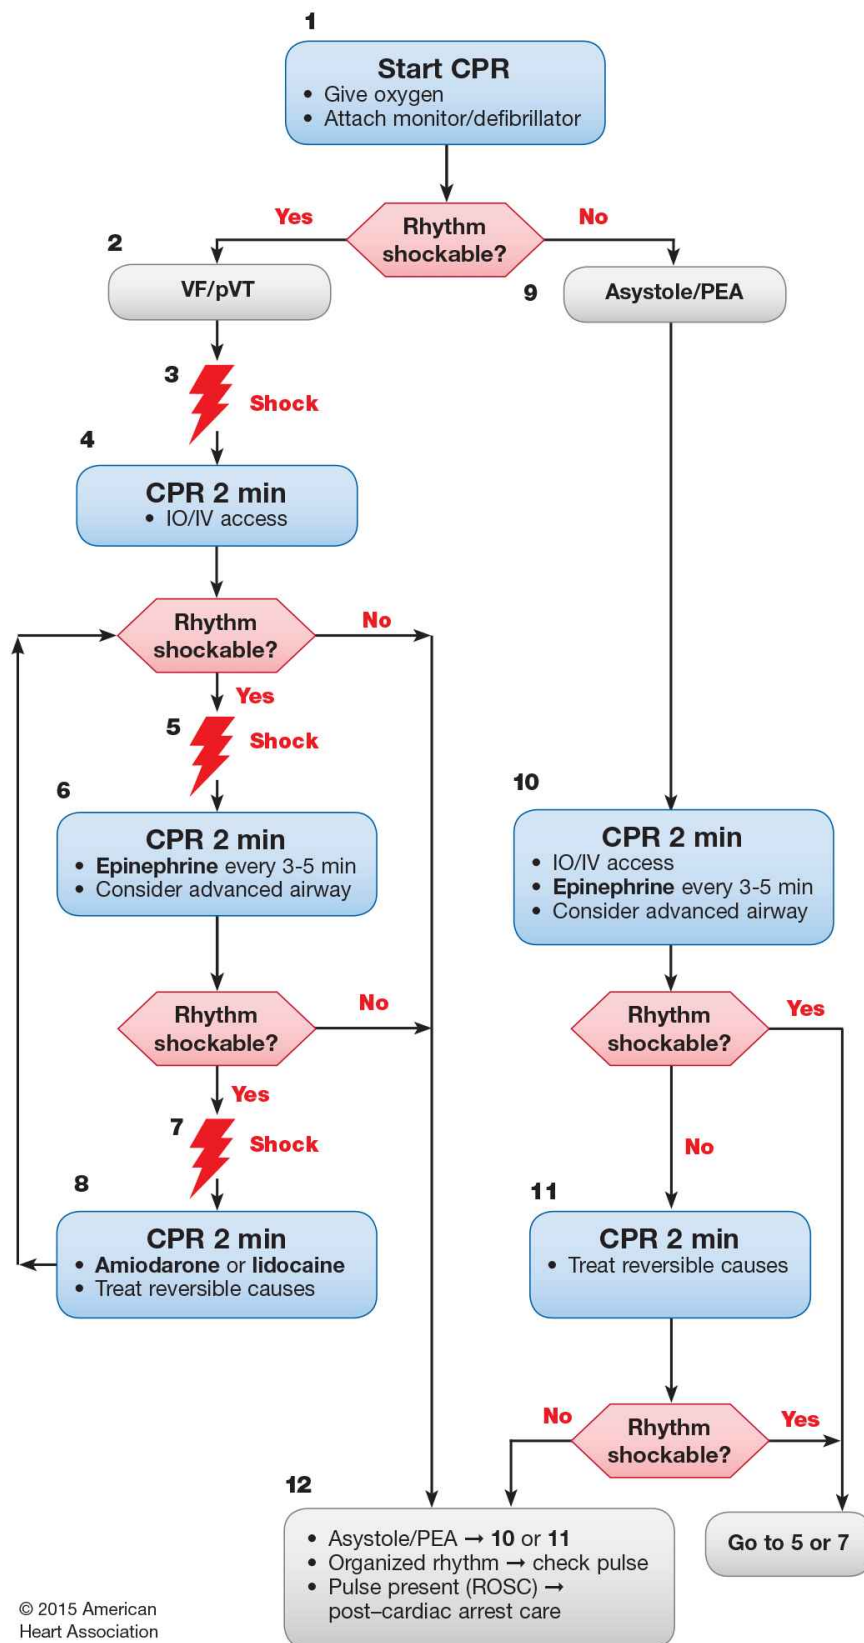 1
Start CPR
• Give oxygen
• Attach monitor/defibrillator
Rhythm
shockable?
Yes
No
2
VF/pVT
9
Asystole/PEA
3
Shock
4
CPR 2 min
• IO/IV access
Rhythm
shockable?
No
Yes
5
Shock
6
CPR 2 min
• Epinephrine every 3-5 min
• Consider advanced airway
Rhythm
shockable?
No
Yes
7
Shock
8
CPR 2 min
• Amiodarone or lidocaine
• Treat reversible causes
10
CPR 2 min
• IO/IV access
• Epinephrine every 3-5 min
• Consider advanced airway
Rhythm
shockable?
Yes
No
11
CPR 2 min
• Treat reversible causes
Rhythm
shockable?
No
Yes
12
• Asystole/PEA → 10 or 11
• Organized rhythm → check pulse
• Pulse present (ROSC) →
post–cardiac arrest care
Go to 5 or 7
© 2015 American
Heart Association